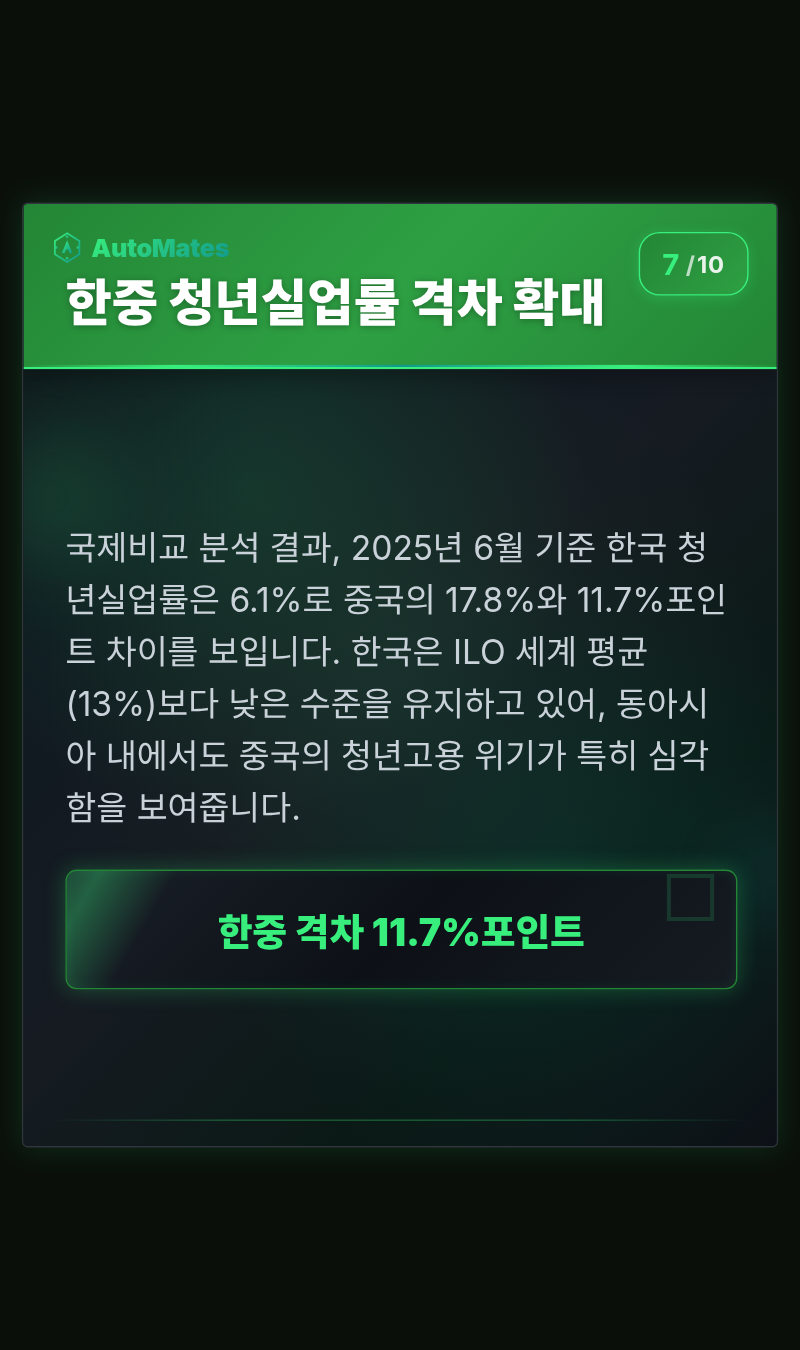 AutoMates
7 /10
한중 청년실업률 격차 확대
국제비교 분석 결과, 2025년 6월 기준 한국 청
년실업률은 6.1%로 중국의 17.8%와 11.7%포인
트 차이를 보입니다. 한국은 ILO 세계 평균
(13%)보다 낮은 수준을 유지하고 있어, 동아시
아 내에서도 중국의 청년고용 위기가 특히 심각
함을 보여줍니다.
한중 격차 11.7%포인트